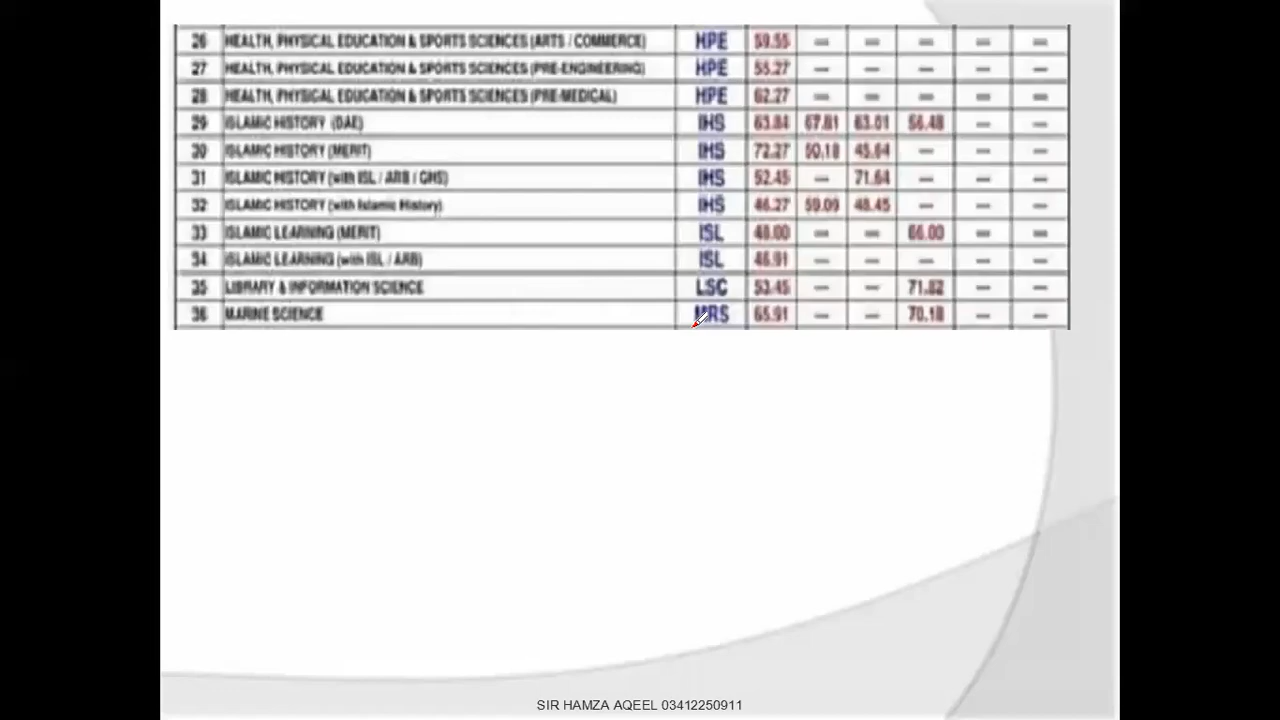 26 HEALTH, PHYSICAL EDUCATION & SPORTS SCIENCES (ARTS / COMMERCE) HPE 59.55 — — — — —
27 HEALTH, PHYSICAL EDUCATION & SPORTS SCIENCES (PRE-ENGINEERING) HPE 55.27 — — — — —
28 HEALTH, PHYSICAL EDUCATION & SPORTS SCIENCES (PRE-MEDICAL) HPE 62.27 — — — — —
29 ISLAMIC HISTORY (DAE) IHS 63.84 67.81 63.01 56.48 — —
30 ISLAMIC HISTORY (MERIT) IHS 72.27 50.18 45.64 — — —
31 ISLAMIC HISTORY (with ISL / ARB / GHS) IHS 52.45 — 71.64 — — —
32 ISLAMIC HISTORY (with Islamic History) IHS 46.27 59.09 48.45 — — —
33 ISLAMIC LEARNING (MERIT) ISL 48.00 — — 66.00 — —
34 ISLAMIC LEARNING (with ISL / ARB) ISL 46.91 — — — — —
35 LIBRARY & INFORMATION SCIENCE LSC 53.45 — — 71.82 — —
36 MARINE SCIENCE MRS 65.91 — — 70.18 — —
SIR HAMZA AQEEL 03412250911